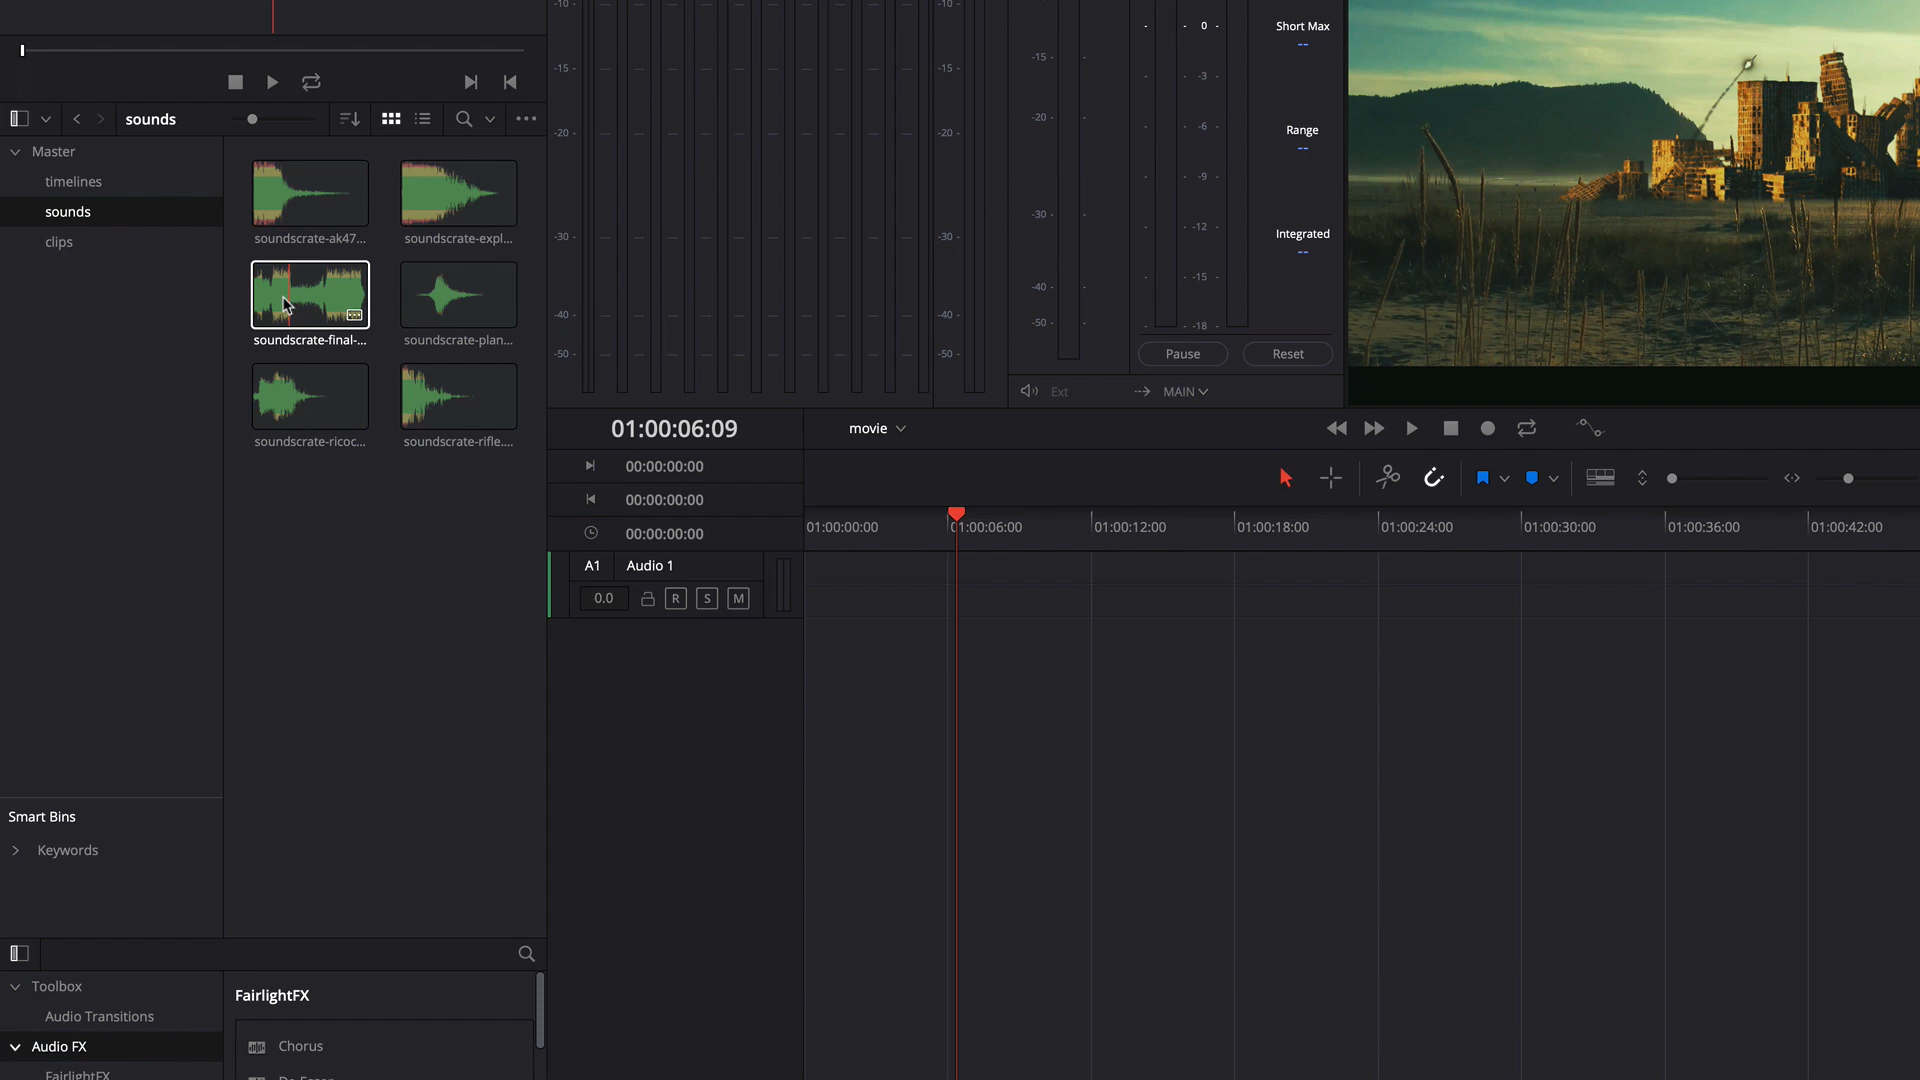 sounds
Master
timelines
sounds
clips
soundscrate-ak47...
soundscrate-expl...
soundscrate-final-...
soundscrate-plan...
soundscrate-ricoc...
soundscrate-rifle....
Smart Bins
Keywords
Toolbox
Audio Transitions
Audio FX
FairlightFX
FairlightFX
Chorus
De-Esser
-10 -
-15 -
-20 -
-30 -
-40 -
-50 -
-10 -
-15 -
-20 -
-30 -
-40 -
-50 -
-15 -
-20 -
-30 -
-40 -
-50 -
- 0 -
- -3 -
- -6 -
- -9 -
- -12 -
- -15 -
- -18 -
Short Max
--
Range
--
Integrated
--
Pause
Reset
Ext
MAIN
01:00:06:09
movie
00:00:00:00
00:00:00:00
00:00:00:00
01:00:00:00
01:00:06:00
01:00:12:00
01:00:18:00
01:00:24:00
01:00:30:00
01:00:36:00
01:00:42:00
A1
Audio 1
0.0
R
S
M